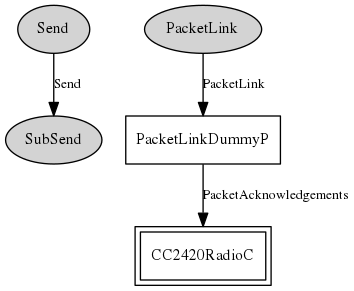 Send
PacketLink
Send
PacketLink
SubSend
PacketLinkDummyP
PacketAcknowledgements
CC2420RadioC